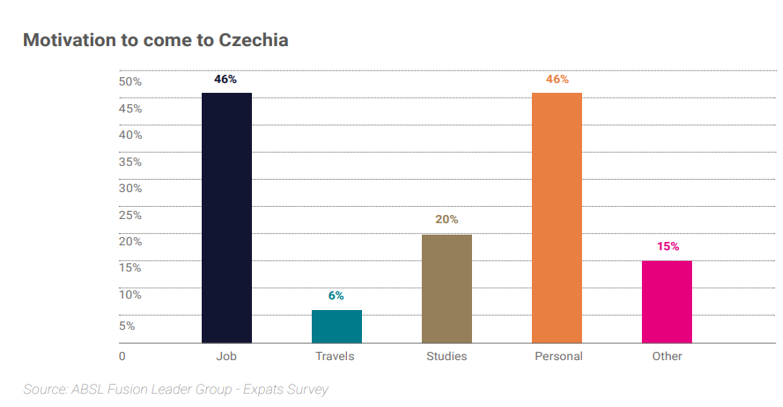 Motivation to come to Czechia
50%
46%
46%
45%
40%
35%
30%
25%
20%
20%
15%
15%
10%
6%
5%
0
Job
Travels
Studies
Personal
Other
Source: ABSL Fusion Leader Group - Expats Survey